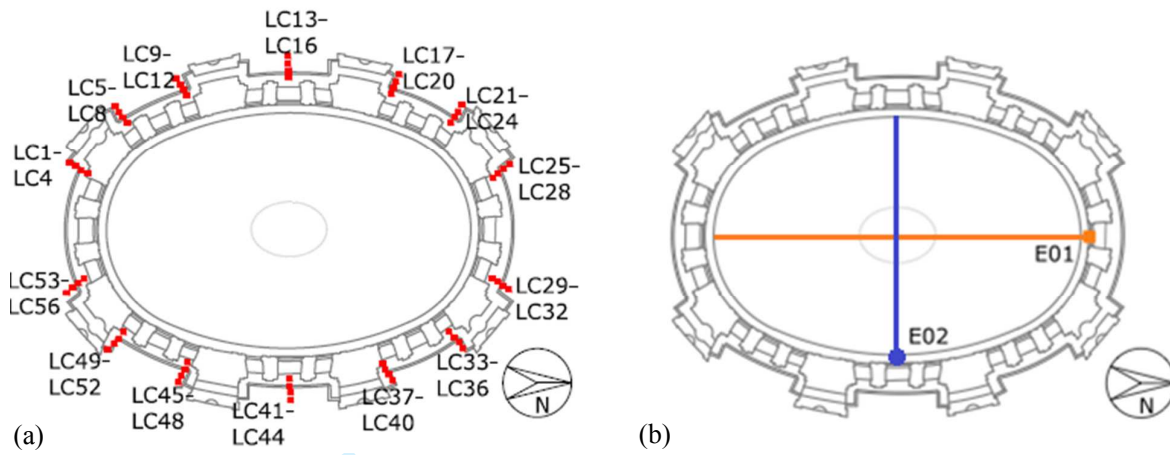 LC13–
LC16
LC9–
LC12
LC17–
LC20
LC5–
LC8
LC21–
LC24
LC1–
LC4
LC25–
LC28
LC53–
LC56
LC29–
LC32
LC49–
LC52
LC33–
LC36
LC45–
LC48
LC41–
LC44
LC37–
LC40
N
(a)
E01
E02
N
(b)